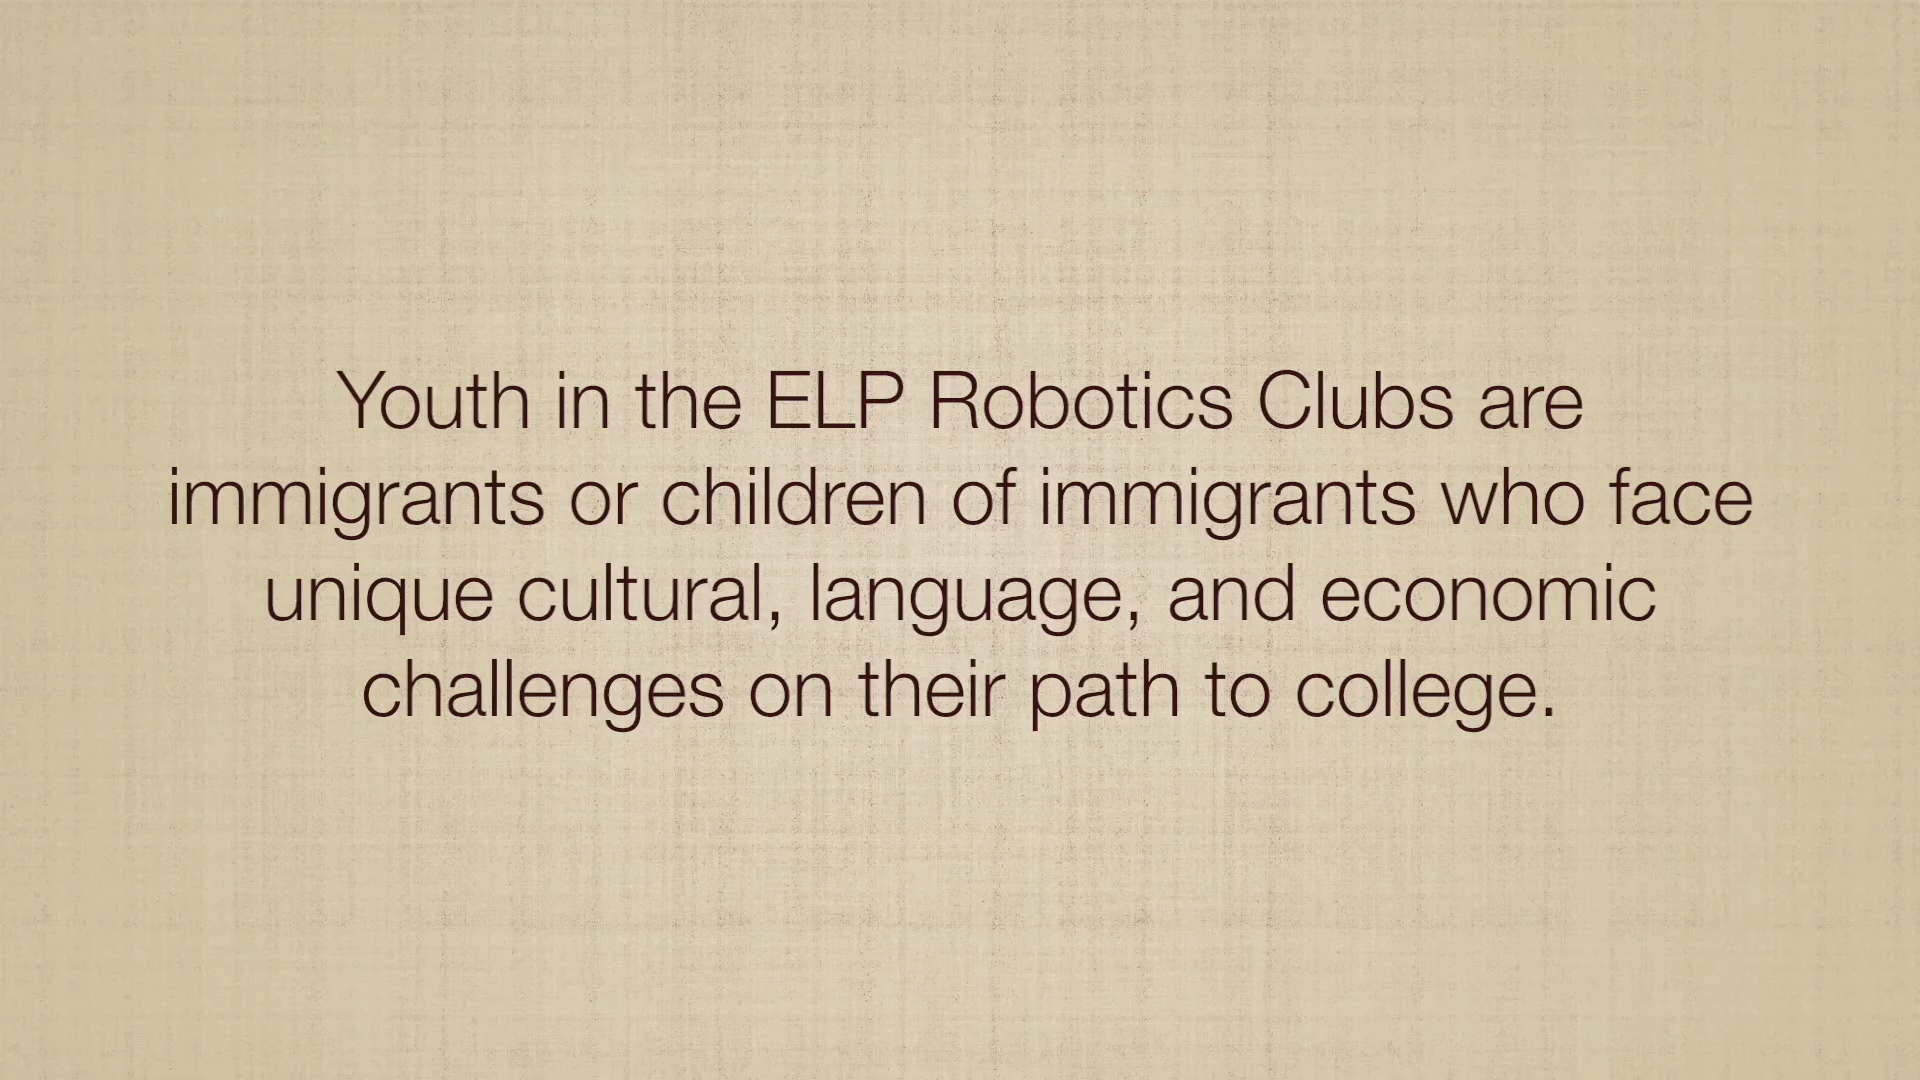 Youth in the ELP Robotics Clubs are
immigrants or children of immigrants who face
unique cultural, language, and economic
challenges on their path to college.